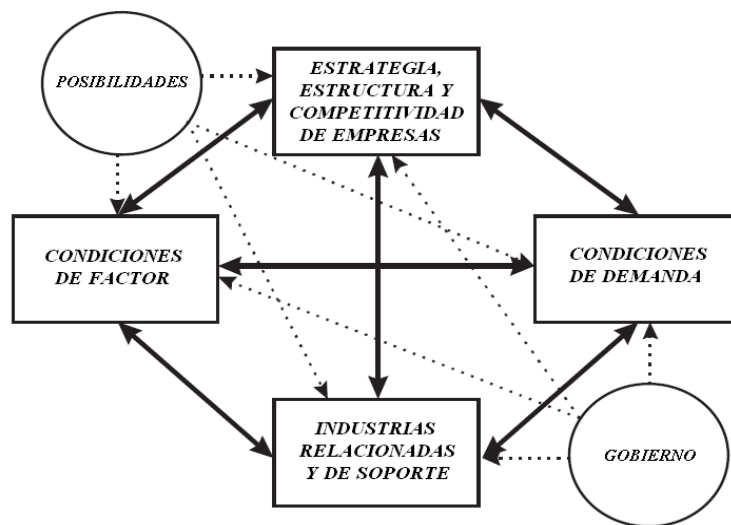 POSIBILIDADES
ESTRATEGIA,
ESTRUCTURA Y
COMPETITIVIDAD
DE EMPRESAS
CONDICIONES
DE FACTOR
CONDICIONES
DE DEMANDA
INDUSTRIAS
RELACIONADAS
Y DE SOPORTE
GOBIERNO